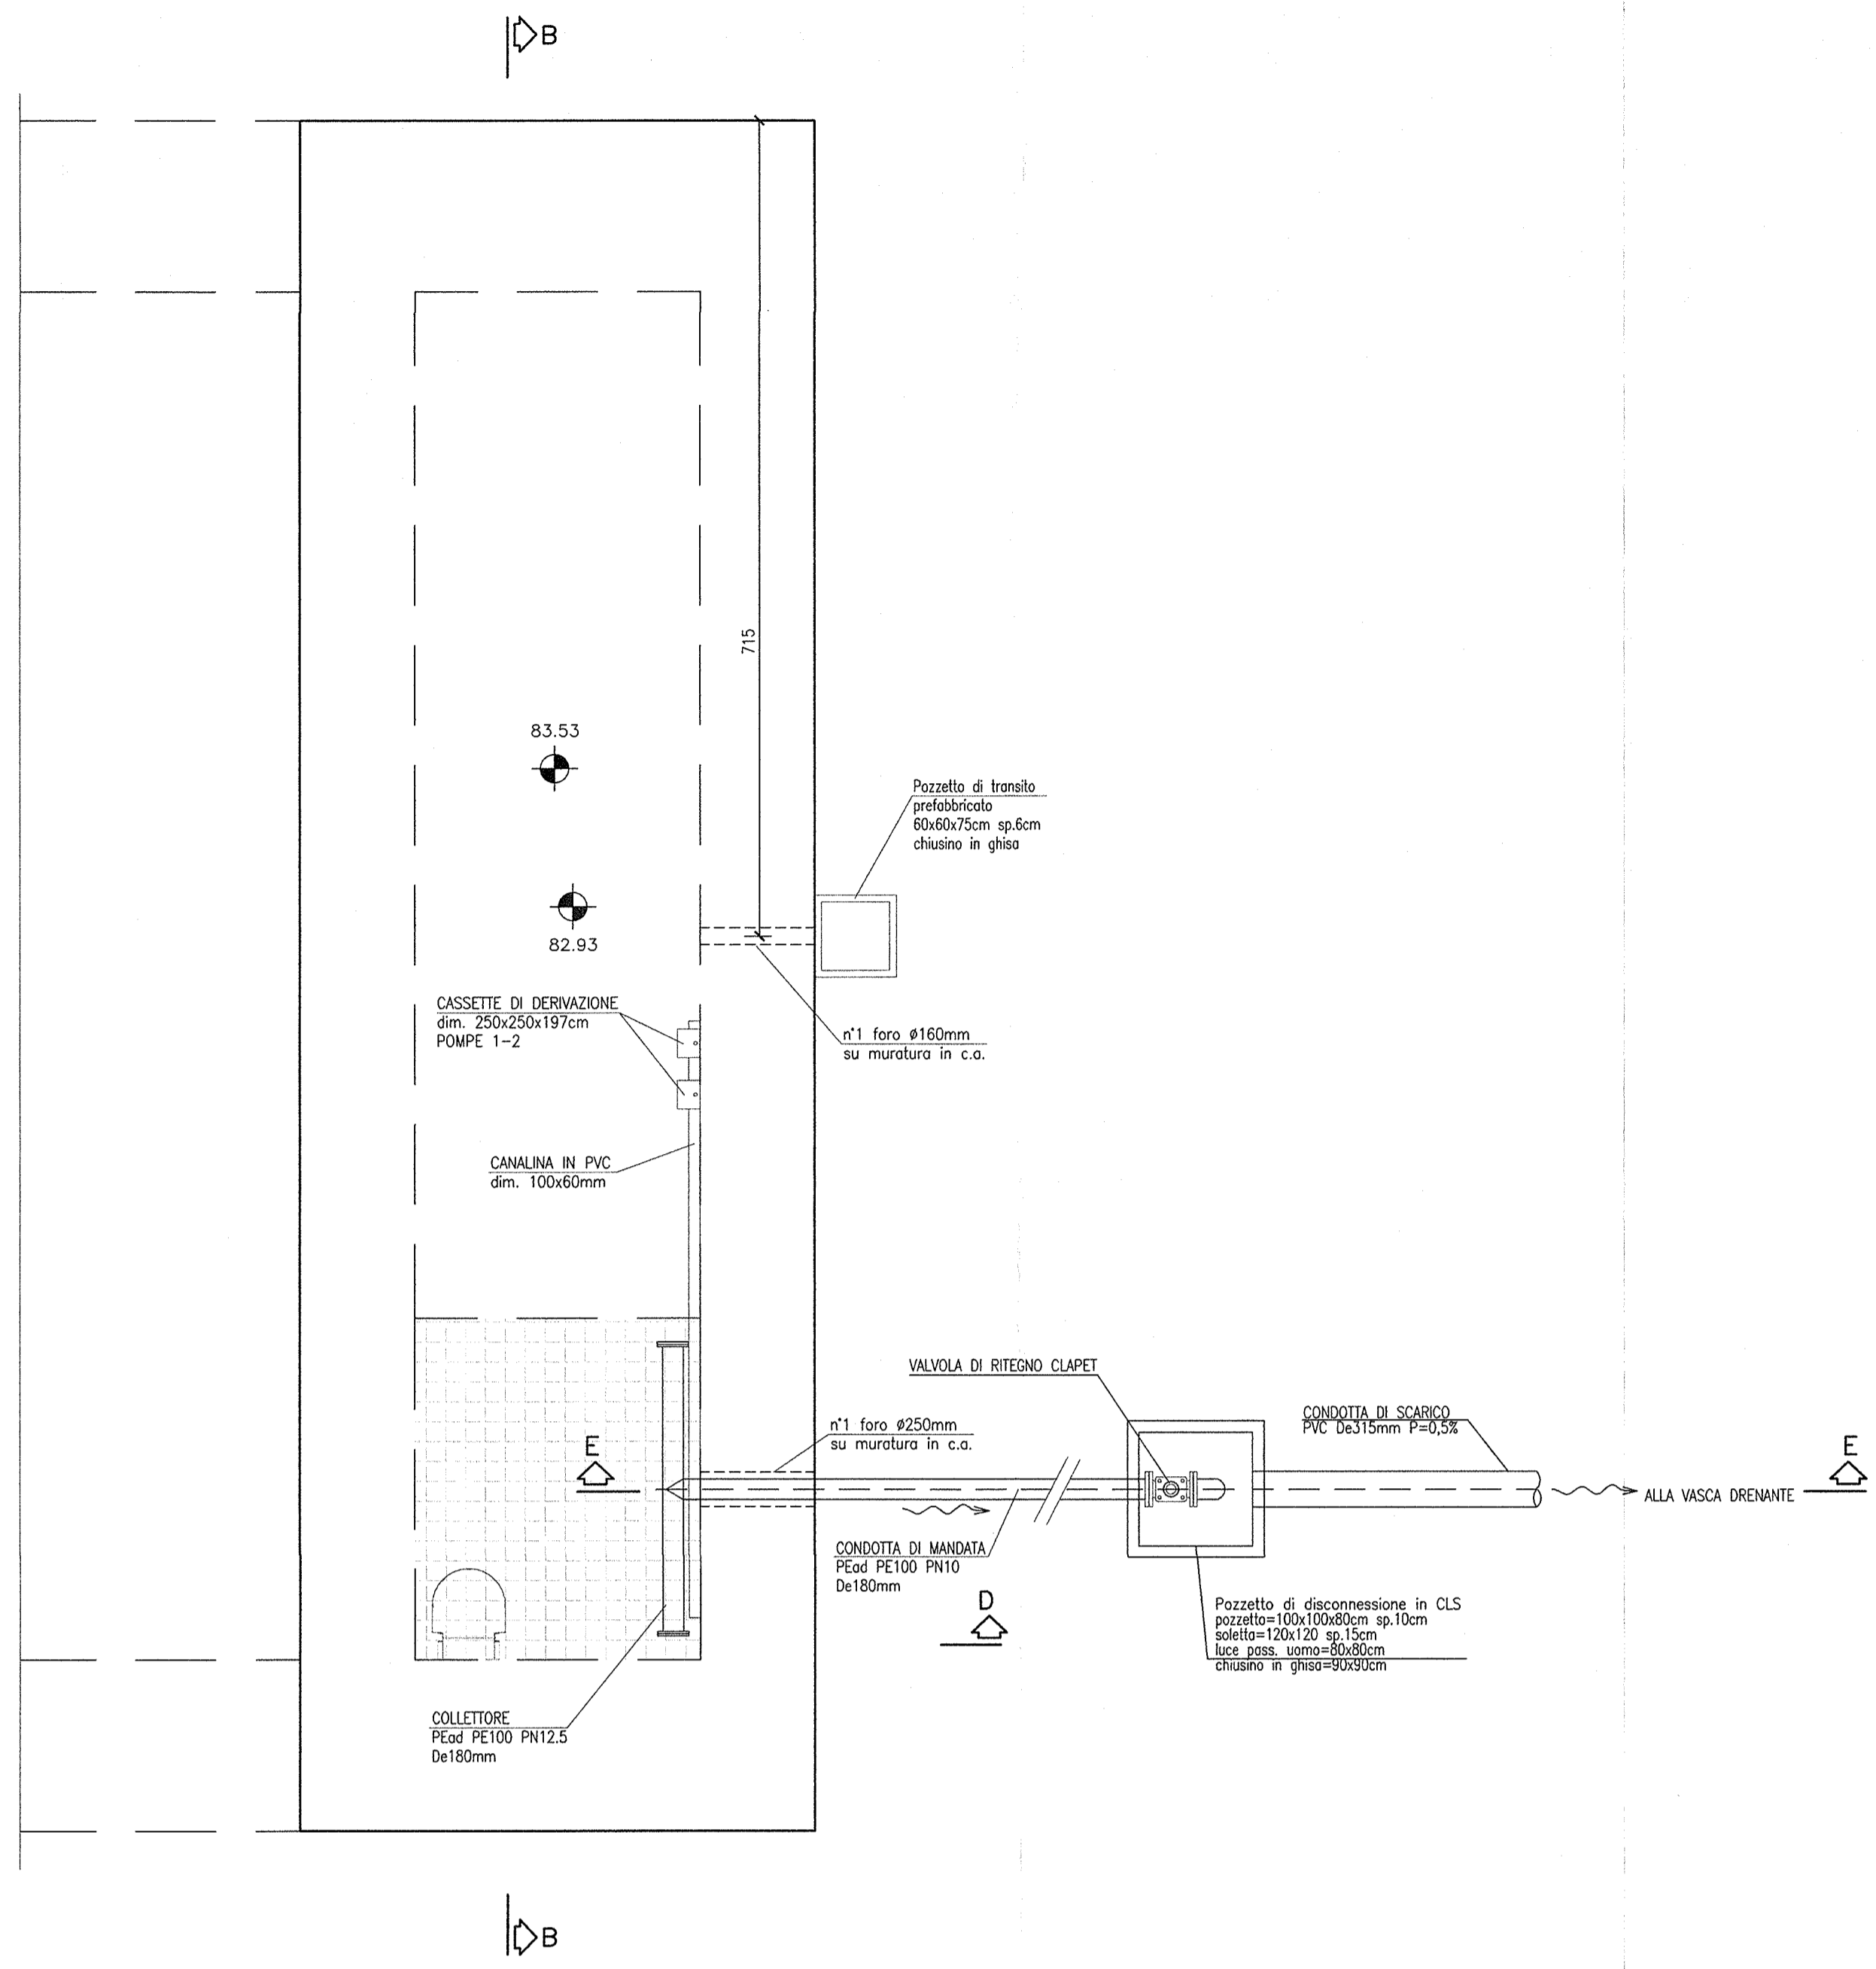 B
715
83.53
Pozzetto di transito
prefabbricato
60x60x75cm sp.6cm
chiusino in ghisa
82.93
CASSETTE DI DERIVAZIONE
dim. 250x250x197cm
POMPE 1-2
n°1 foro ø160mm
su muratura in c.a.
CANALINA IN PVC
dim. 100x60mm
VALVOLA DI RITEGNO CLAPET
n°1 foro ø250mm
su muratura in c.a.
CONDOTTA DI SCARICO
PVC De315mm P=0,5%
E
E
ALLA VASCA DRENANTE
CONDOTTA DI MANDATA
PEad PE100 PN10
De180mm
D
Pozzetto di disconnessione in CLS
pozzetto=100x100x80cm sp.10cm
soletta=120x120 sp.15cm
luce pass. uomo=80x80cm
chiusino in ghisa=90x90cm
COLLETTORE
PEad PE100 PN12.5
De180mm
B